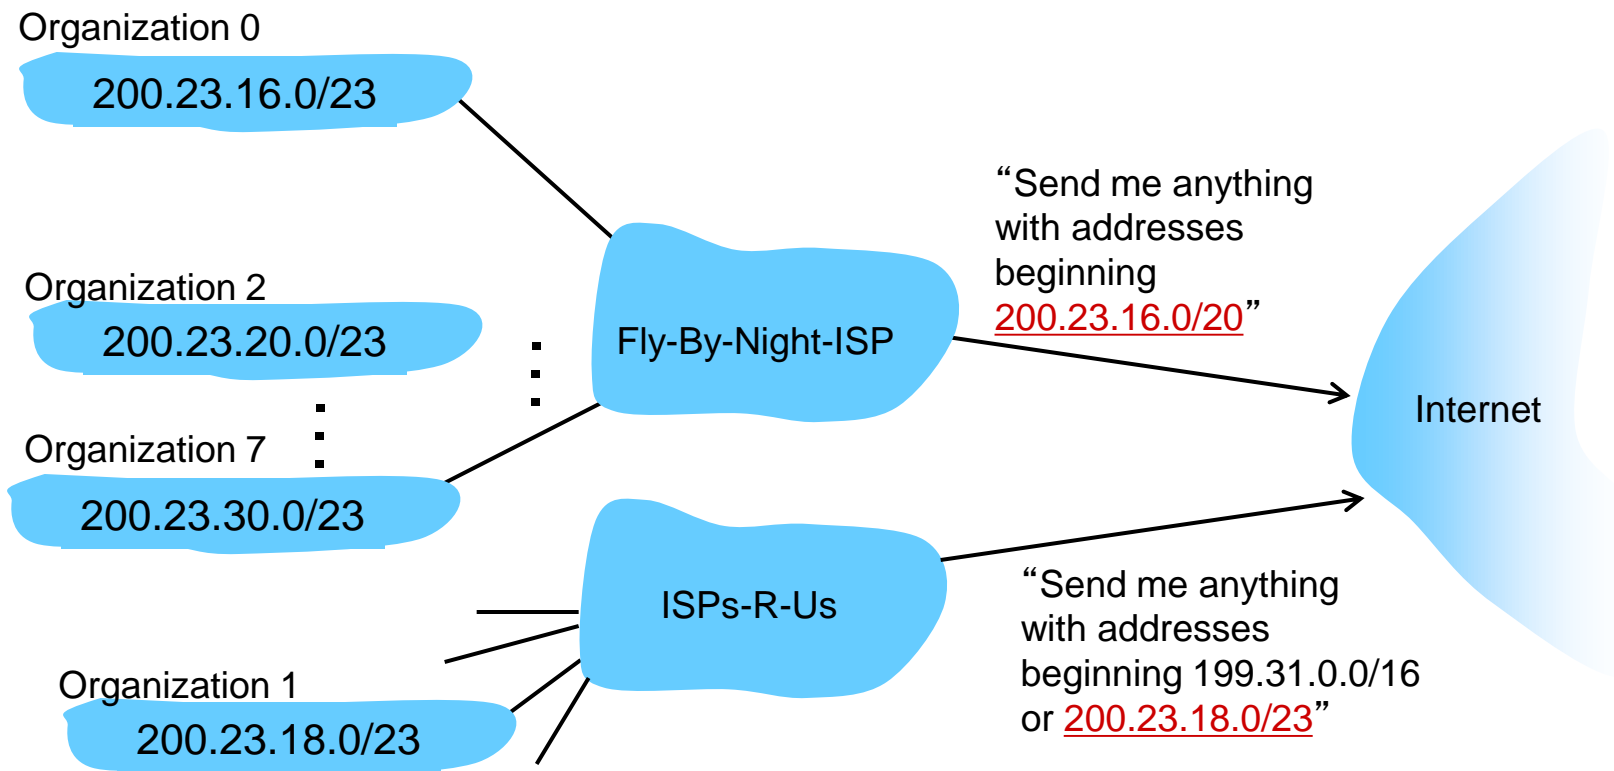 Organization 0
200.23.16.0/23
Organization 2
200.23.20.0/23
Organization 7
200.23.30.0/23
Organization 1
200.23.18.0/23
Fly-By-Night-ISP
ISPs-R-Us
“Send me anything
with addresses
beginning
200.23.16.0/20”
“Send me anything
with addresses
beginning 199.31.0.0/16
or 200.23.18.0/23”
Internet